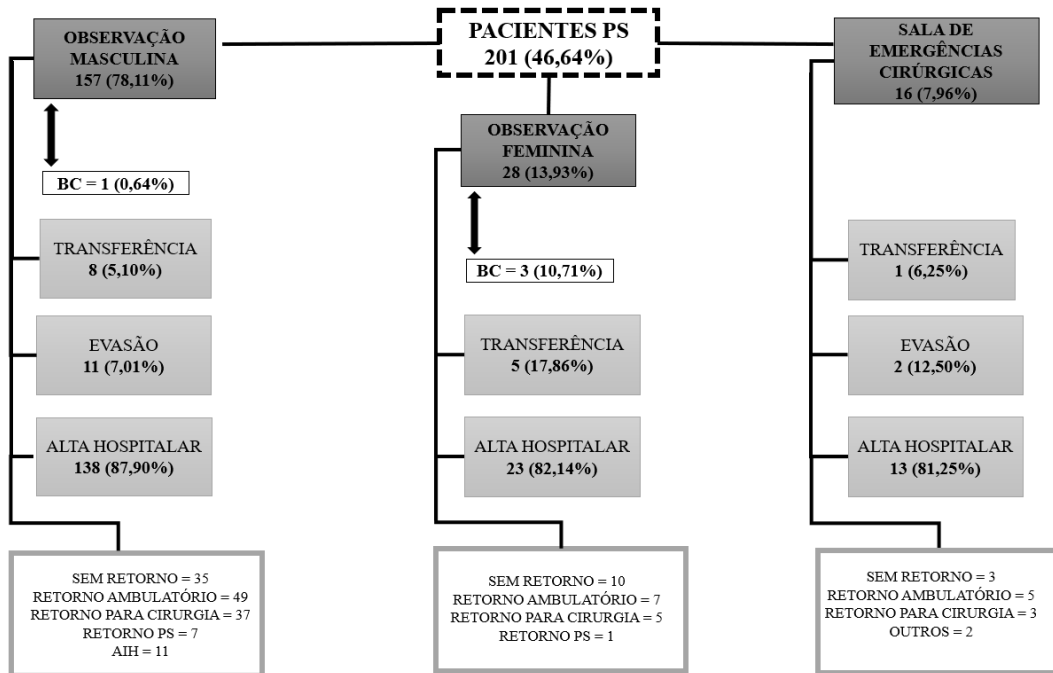 PACIENTES PS
201 (46,64%)
OBSERVAÇÃO
MASCULINA
157 (78,11%)
BC = 1 (0,64%)
TRANSFERÊNCIA
8 (5,10%)
EVASÃO
11 (7,01%)
ALTA HOSPITALAR
138 (87,90%)
SEM RETORNO = 35
RETORNO AMBULATÓRIO = 49
RETORNO PARA CIRURGIA = 37
RETORNO PS = 7
AIH = 11
OBSERVAÇÃO
FEMININA
28 (13,93%)
BC = 3 (10,71%)
TRANSFERÊNCIA
5 (17,86%)
ALTA HOSPITALAR
23 (82,14%)
SEM RETORNO = 10
RETORNO AMBULATÓRIO = 7
RETORNO PARA CIRURGIA = 5
RETORNO PS = 1
SALA DE
EMERGÊNCIAS
CIRÚRGICAS
16 (7,96%)
TRANSFERÊNCIA
1 (6,25%)
EVASÃO
2 (12,50%)
ALTA HOSPITALAR
13 (81,25%)
SEM RETORNO = 3
RETORNO AMBULATÓRIO = 5
RETORNO PARA CIRURGIA = 3
OUTROS = 2